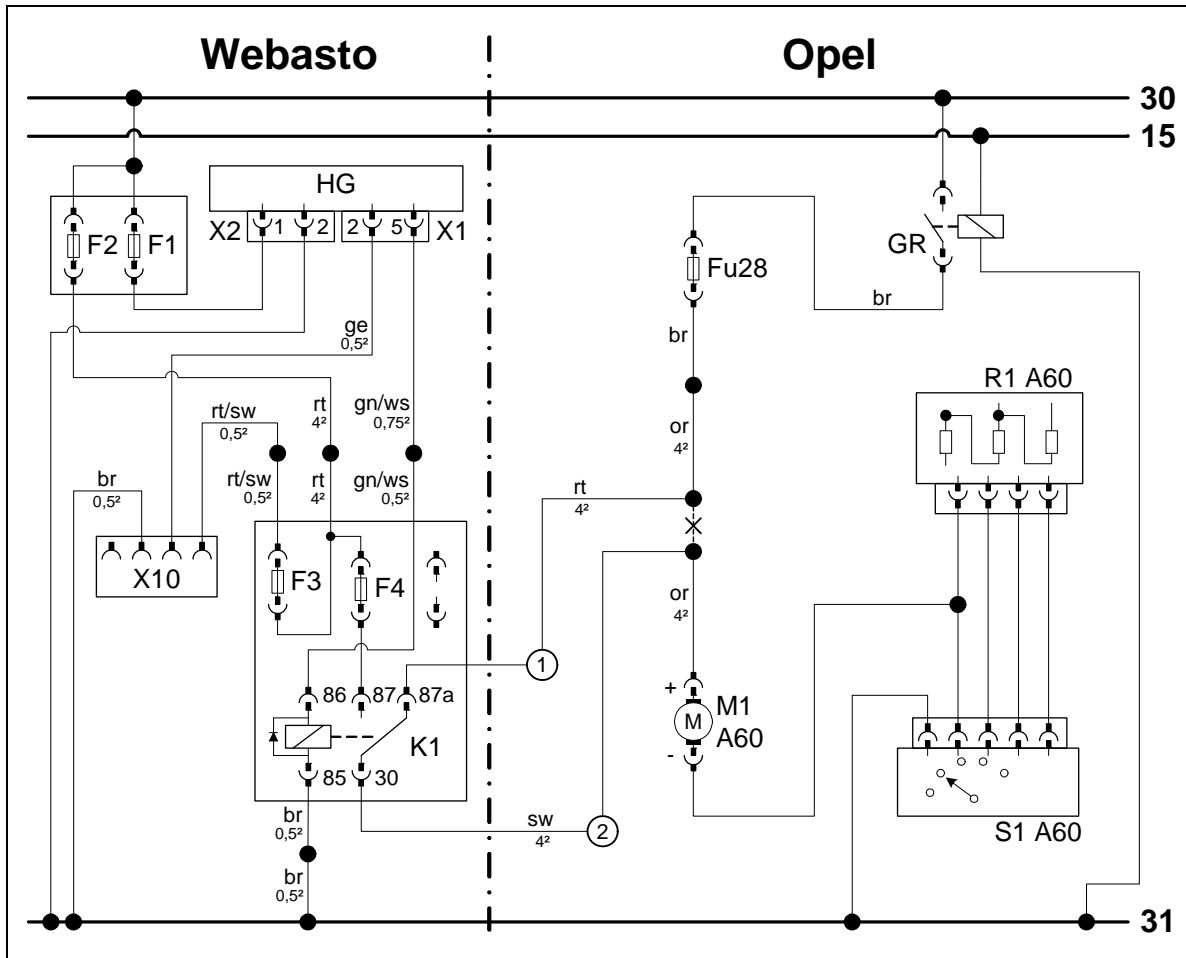 Webasto
Opel
30
15
HG
X2 1 2 2 5 X1
F2 F1
GR
Fu28
br
ge
0,5²
br
R1 A60
rt/sw
0,5²
rt
4²
gn/ws
0,75²
or
4²
br
0,5²
rt/sw
0,5²
rt
4²
gn/ws
0,5²
rt
4²
X10
F3 F4
or
4²
1
86 87 87a
+
M
M1
A60
-
K1
85 30
br
0,5²
sw
4²
2
S1 A60
br
0,5²
31